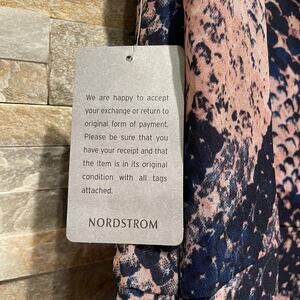 We are happy to accept
your exchange or return to
original form of payment.
Please be sure that you
have your receipt and that
the item is in its original
condition with all tags
attached.
NORDSTROM